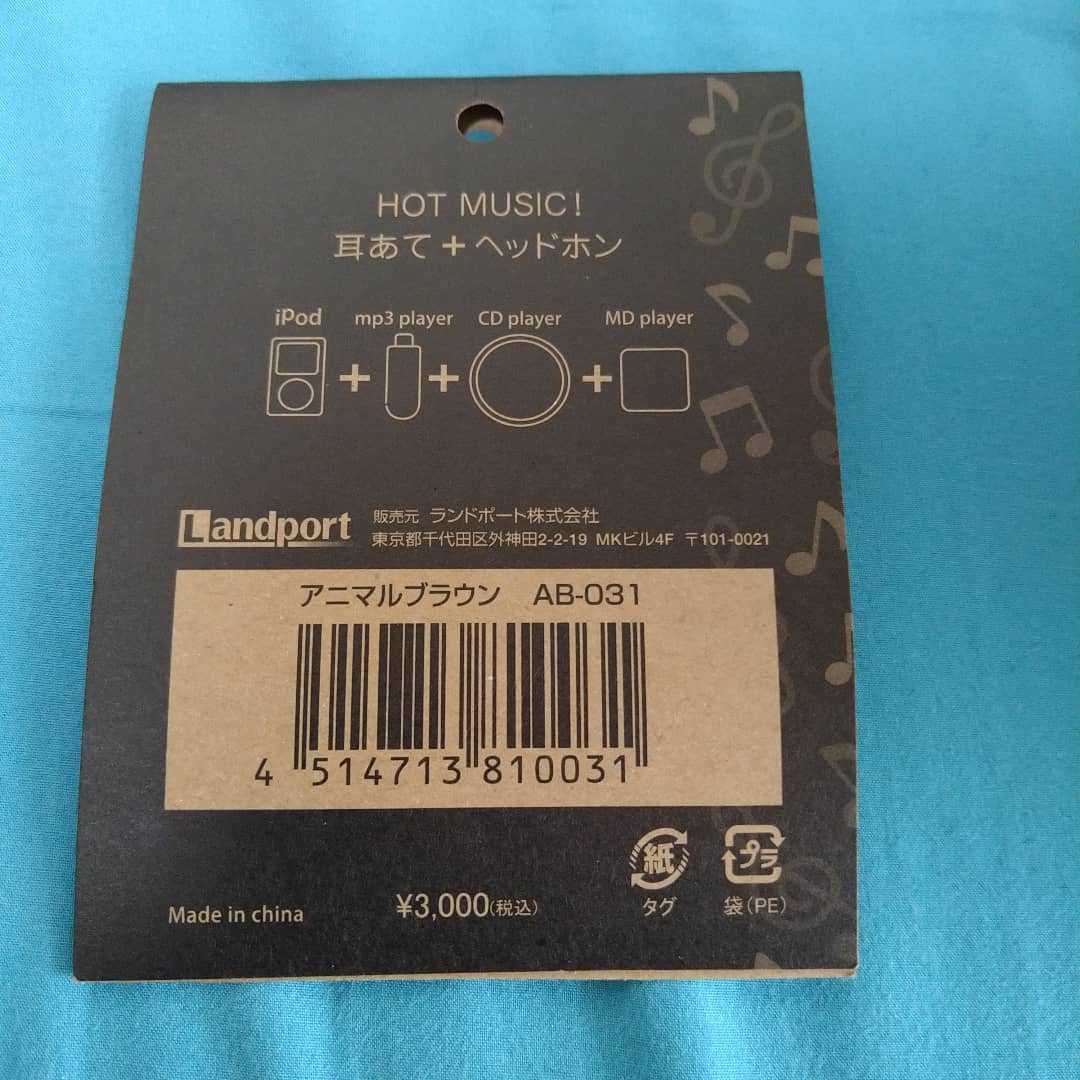 HOT MUSIC!
耳あて+ヘッドホン
iPod mp3 player CD player MD player
Landport 販売元 ランドポート株式会社
東京都千代田区外神田2-2-19 MKビル4F 〒101-0021
アニマルブラウン AB-031
4 514713 810031
紙 プラ
Made in china ¥3,000(税込) タグ 袋(PE)